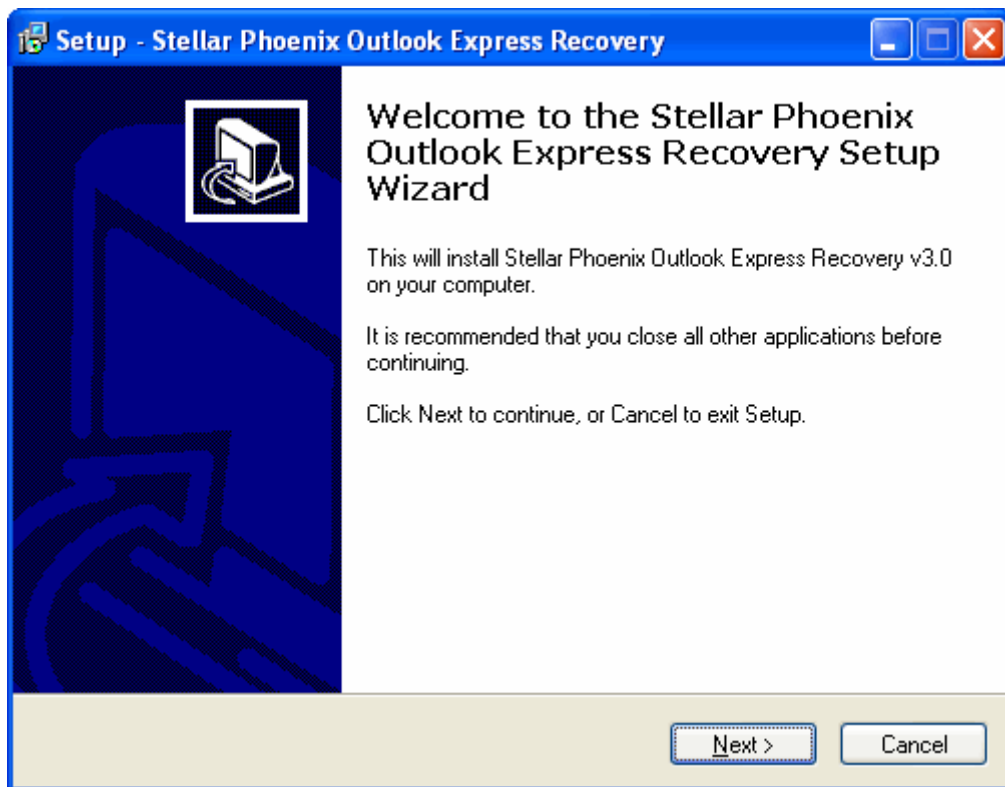 Setup - Stellar Phoenix Outlook Express Recovery
Welcome to the Stellar Phoenix
Outlook Express Recovery Setup
Wizard
This will install Stellar Phoenix Outlook Express Recovery v3.0
on your computer.
It is recommended that you close all other applications before
continuing.
Click Next to continue, or Cancel to exit Setup.
Next >
Cancel